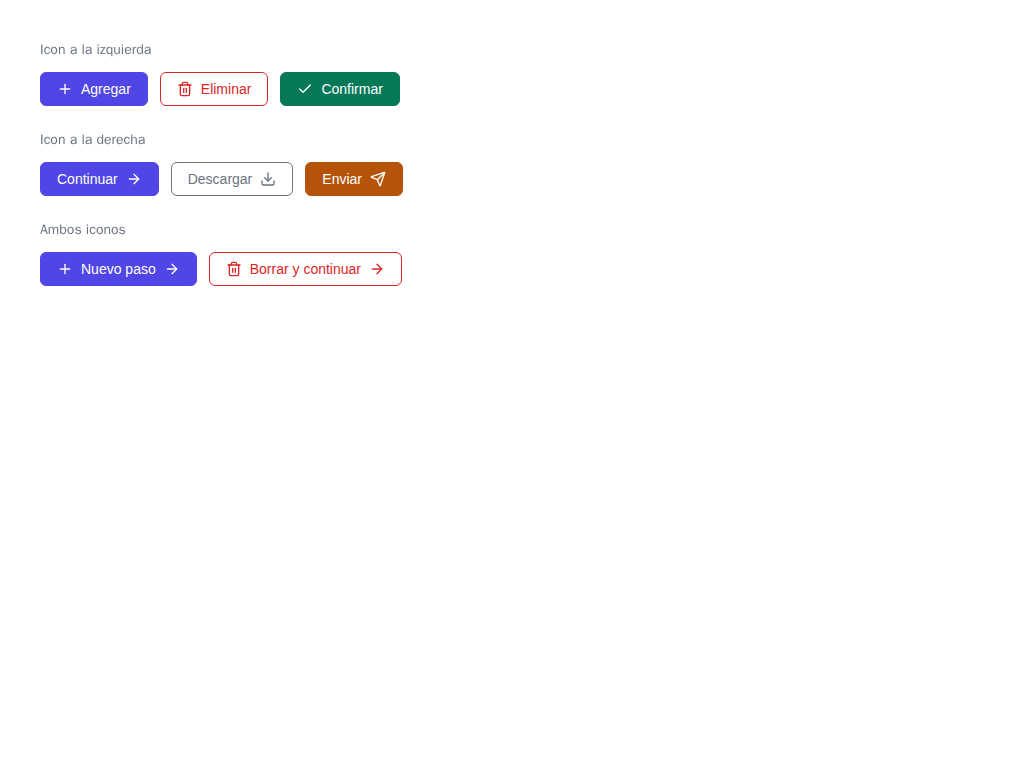 Icon a la izquierda
Agregar Eliminar Confirmar
Icon a la derecha
Continuar Descargar Enviar
Ambos iconos
Nuevo paso Borrar y continuar